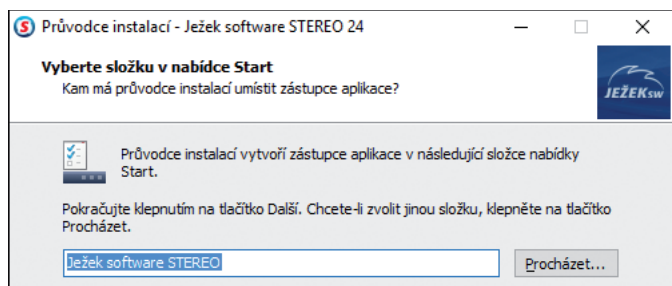 Průvodce instalací - Ježek software STEREO 24
Vyberte složku v nabídce Start
Kam má průvodce instalací umístit zástupce aplikace?
JEŽEKSW
Průvodce instalací vytvoří zástupce aplikace v následující složce nabídky
Start.
Pokračujte klepnutím na tlačítko Další. Chcete-li zvolit jinou složku, klepněte na tlačítko
Procházet.
Ježek software STEREO
Procházet...